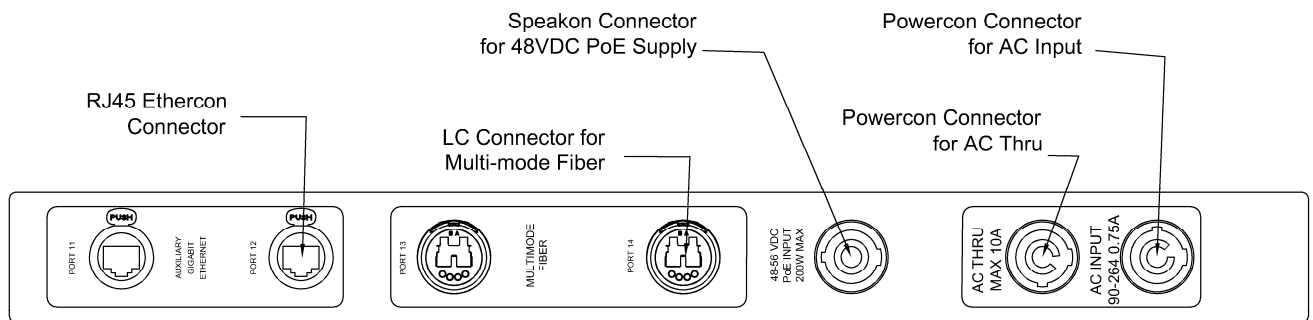 Speakon Connector
for 48VDC PoE Supply
Powercon Connector
for AC Input
RJ45 Ethercon
Connector
LC Connector for
Multi-mode Fiber
Powercon Connector
for AC Thru
PORT 11
PUSH
AUXILIARY
GIGABIT
ETHERNET
PORT 12
PUSH
PORT 13
B A
MULTIMODE
FIBER
PORT 14
B A
48-56 VDC
PoE INPUT
200W MAX
AC THRU
MAX 10A
AC INPUT
90-264 0.75A